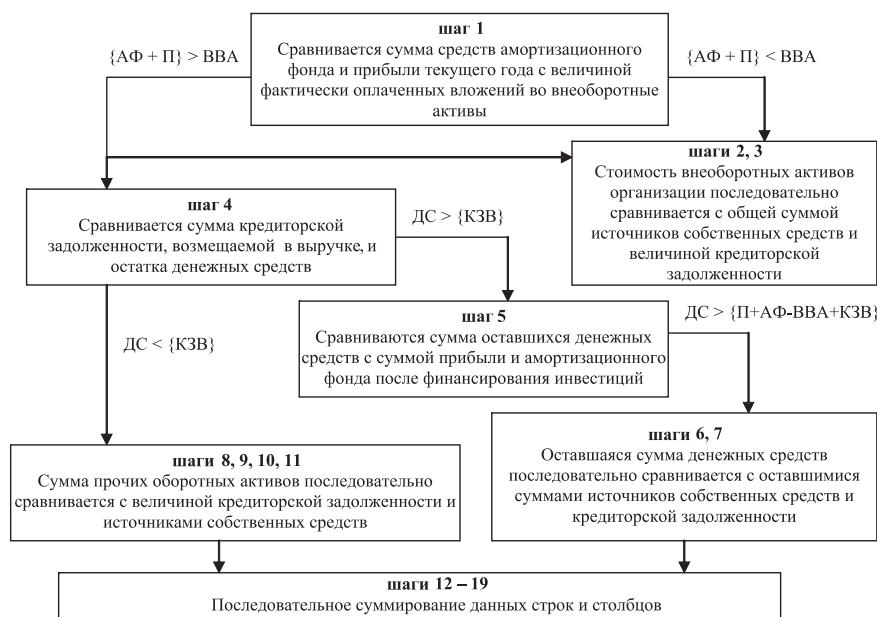 шаг 1
Сравнивается сумма средств амортизационного
фонда и прибыли текущего года с величиной
фактически оплаченных вложений во внеоборотные
активы
{АФ + П} > ВВА
{АФ + П} < ВВА
шаги 2, 3
Стоимость внеоборотных активов
организации последовательно
сравнивается с общей суммой
источников собственных средств и
величиной кредиторской
задолженности
шаг 4
Сравнивается сумма кредиторской
задолженности, возмещаемой в выручке, и
остатка денежных средств
ДС > {КЗВ}
шаг 5
Сравниваются сумма оставшихся денежных
средств с суммой прибыли и амортизационного
фонда после финансирования инвестиций
ДС > {П+АФ-ВВА+КЗВ}
ДС < {КЗВ}
шаги 6, 7
Оставшаяся сумма денежных средств
последовательно сравнивается с оставшимися
суммами источников собственных средств и
кредиторской задолженности
шаги 8, 9, 10, 11
Сумма прочих оборотных активов последовательно
сравнивается с величиной кредиторской задолженности и
источниками собственных средств
шаги 12 – 19
Последовательное суммирование данных строк и столбцов